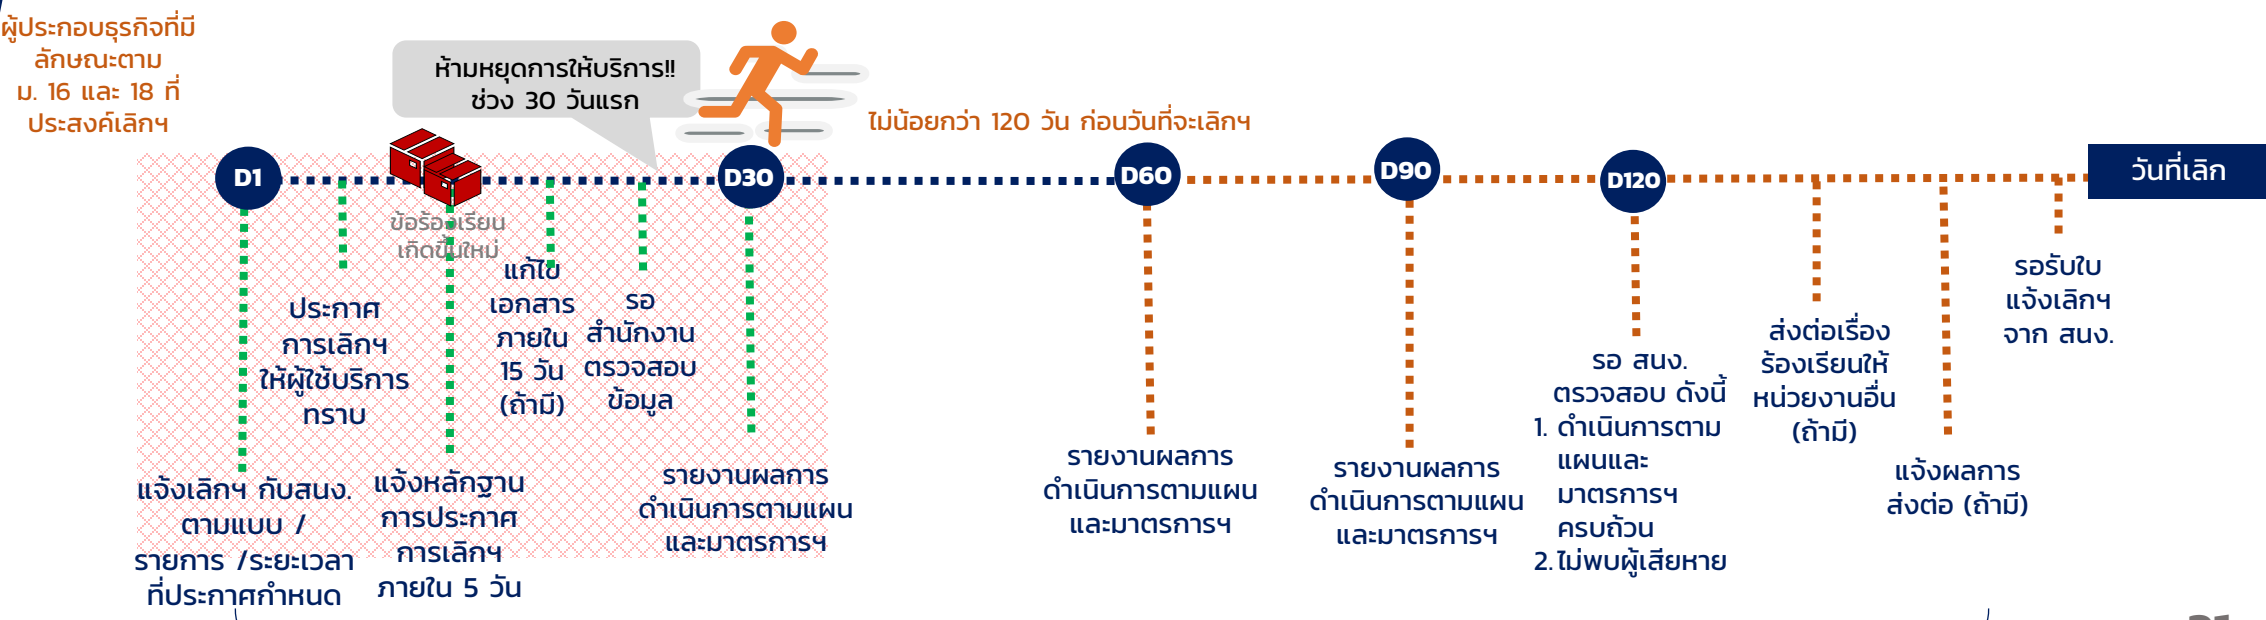 ผู้ประกอบธุรกิจที่มี
ลักษณะตาม
ม. 16 และ 18 ที่
ประสงค์เลิกฯ
ห้ามหยุดการให้บริการ!!
ช่วง 30 วันแรก
ไม่น้อยกว่า 120 วัน ก่อนวันที่จะเลิกฯ
D1
D30
D60
D90
D120
วันที่เลิก
ข้อร้องเรียน
เกิดขึ้นใหม่
แจ้งเลิกฯ กับสนง.
ตามแบบ /
รายการ /ระยะเวลา
ที่ประกาศกำหนด
ประกาศ
การเลิกฯ
ให้ผู้ใช้บริการ
ทราบ
แจ้งหลักฐาน
การประกาศ
การเลิกฯ
ภายใน 5 วัน
แก้ไข
เอกสาร
ภายใน
15 วัน
(ถ้ามี)
รอ
สำนักงาน
ตรวจสอบ
ข้อมูล
รายงานผลการ
ดำเนินการตามแผน
และมาตรการฯ
รายงานผลการ
ดำเนินการตามแผน
และมาตรการฯ
รายงานผลการ
ดำเนินการตามแผน
และมาตรการฯ
รอ สนง.
ตรวจสอบ ดังนี้
1. ดำเนินการตาม
แผนและ
มาตรการฯ
ครบถ้วน
2. ไม่พบผู้เสียหาย
ส่งต่อเรื่อง
ร้องเรียนให้
หน่วยงานอื่น
(ถ้ามี)
แจ้งผลการ
ส่งต่อ (ถ้ามี)
รอรับใบ
แจ้งเลิกฯ
จาก สนง.